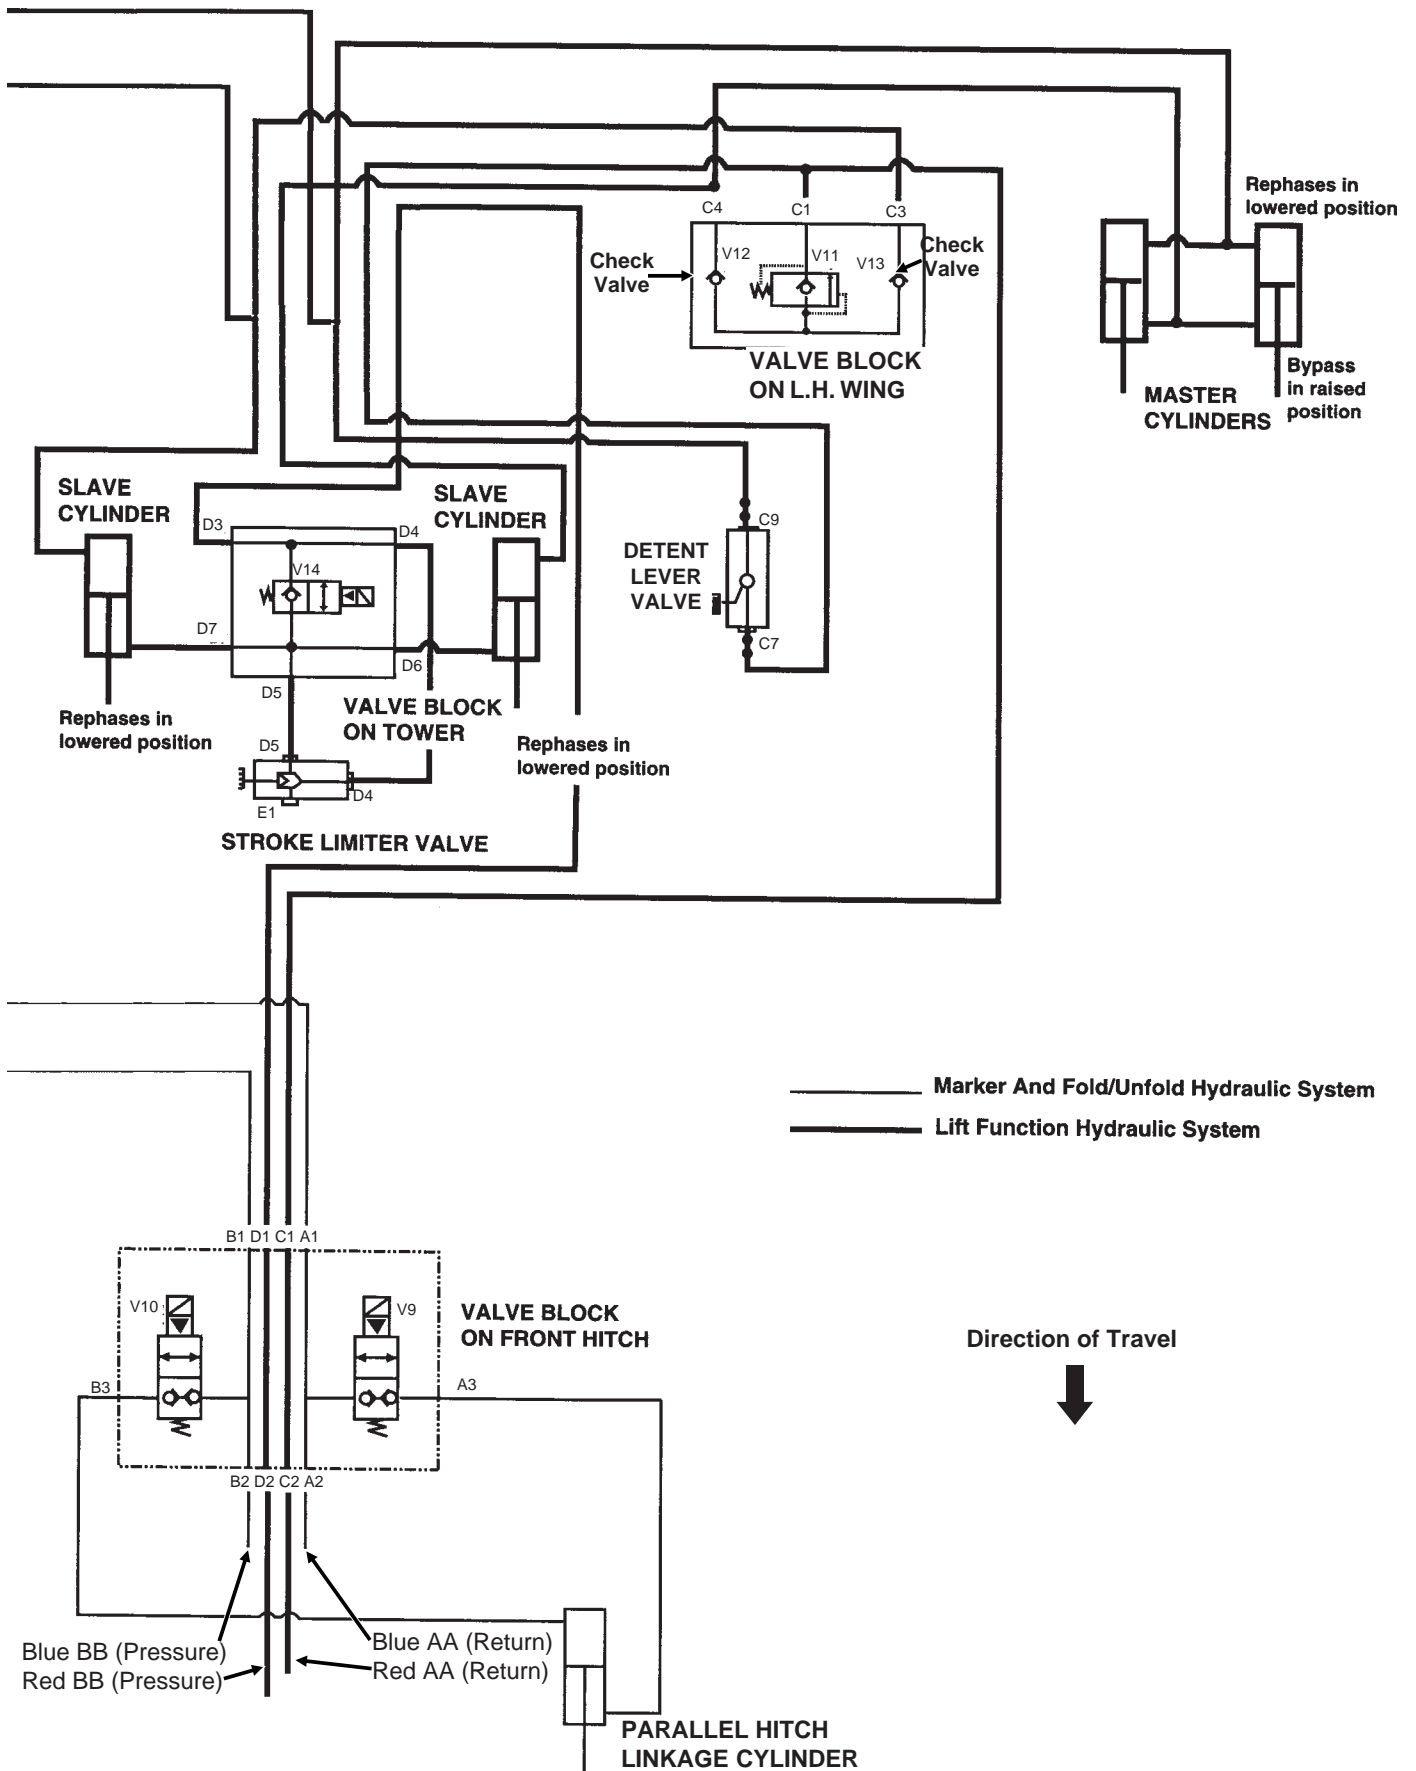 Rephases in
lowered position
C4
C1
C3
Check
Valve
V12
V11
V13
Check
Valve
VALVE BLOCK
ON L.H. WING
Bypass
in raised
position
MASTER
CYLINDERS
SLAVE
CYLINDER
SLAVE
CYLINDER
D3
D4
C9
V14
DETENT
LEVER
VALVE
D7
D6
C7
D5
VALVE BLOCK
ON TOWER
Rephases in
lowered position
Rephases in
lowered position
D5
D4
E1
STROKE LIMITER VALVE
Marker And Fold/Unfold Hydraulic System
Lift Function Hydraulic System
B1 D1 C1 A1
V10
V9
VALVE BLOCK
ON FRONT HITCH
Direction of Travel
B3
A3
B2 D2 C2 A2
Blue BB (Pressure)
Red BB (Pressure)
Blue AA (Return)
Red AA (Return)
PARALLEL HITCH
LINKAGE CYLINDER